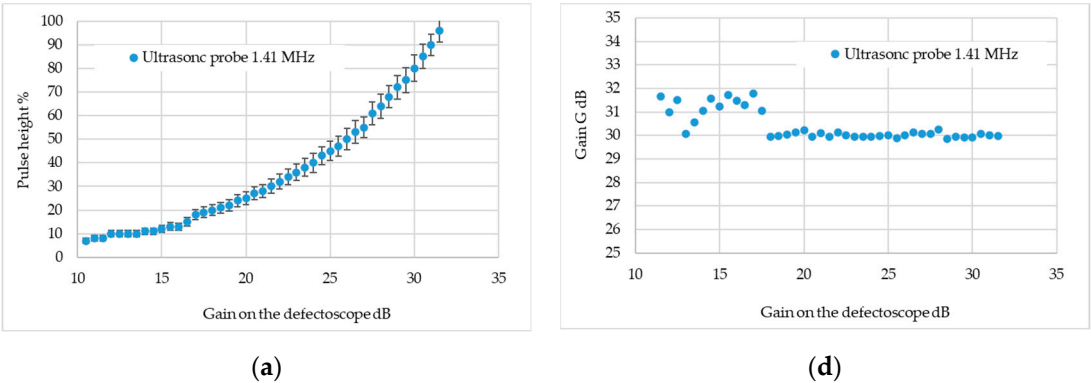 100
90
80
70
60
50
40
30
20
10
0
Pulse height %
Ultrasonc probe 1.41 MHz
10 15 20 25 30 35
Gain on the defectoscope dB
(a)
35
34
33
32
31
30
29
28
27
26
25
Gain G dB
Ultrasonc probe 1.41 MHz
10 15 20 25 30 35
Gain on the defectoscope dB
(d)